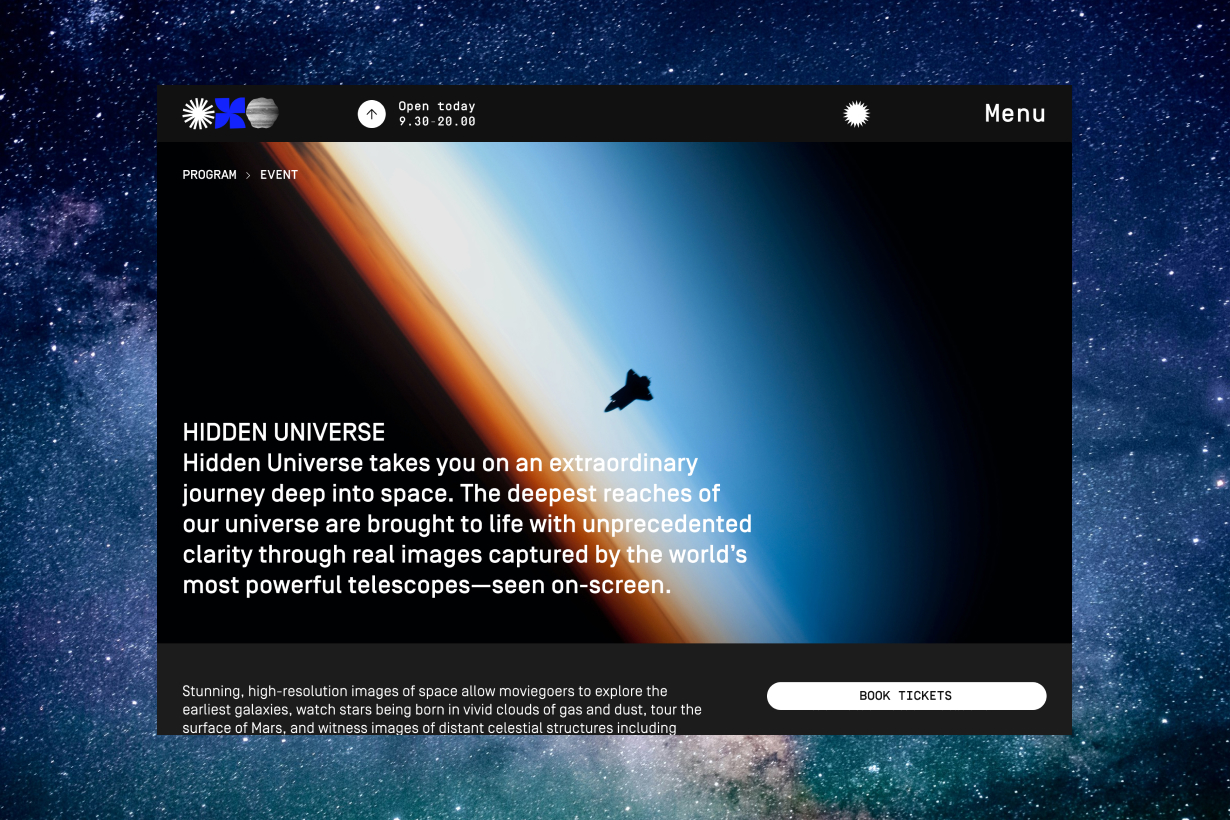 Open today
9.30-20.00
Menu
PROGRAM > EVENT
HIDDEN UNIVERSE
Hidden Universe takes you on an extraordinary
journey deep into space. The deepest reaches of
our universe are brought to life with unprecedented
clarity through real images captured by the world’s
most powerful telescopes—seen on-screen.
Stunning, high-resolution images of space allow moviegoers to explore the
earliest galaxies, watch stars being born in vivid clouds of gas and dust, tour the
surface of Mars, and witness images of distant celestial structures including
BOOK TICKETS